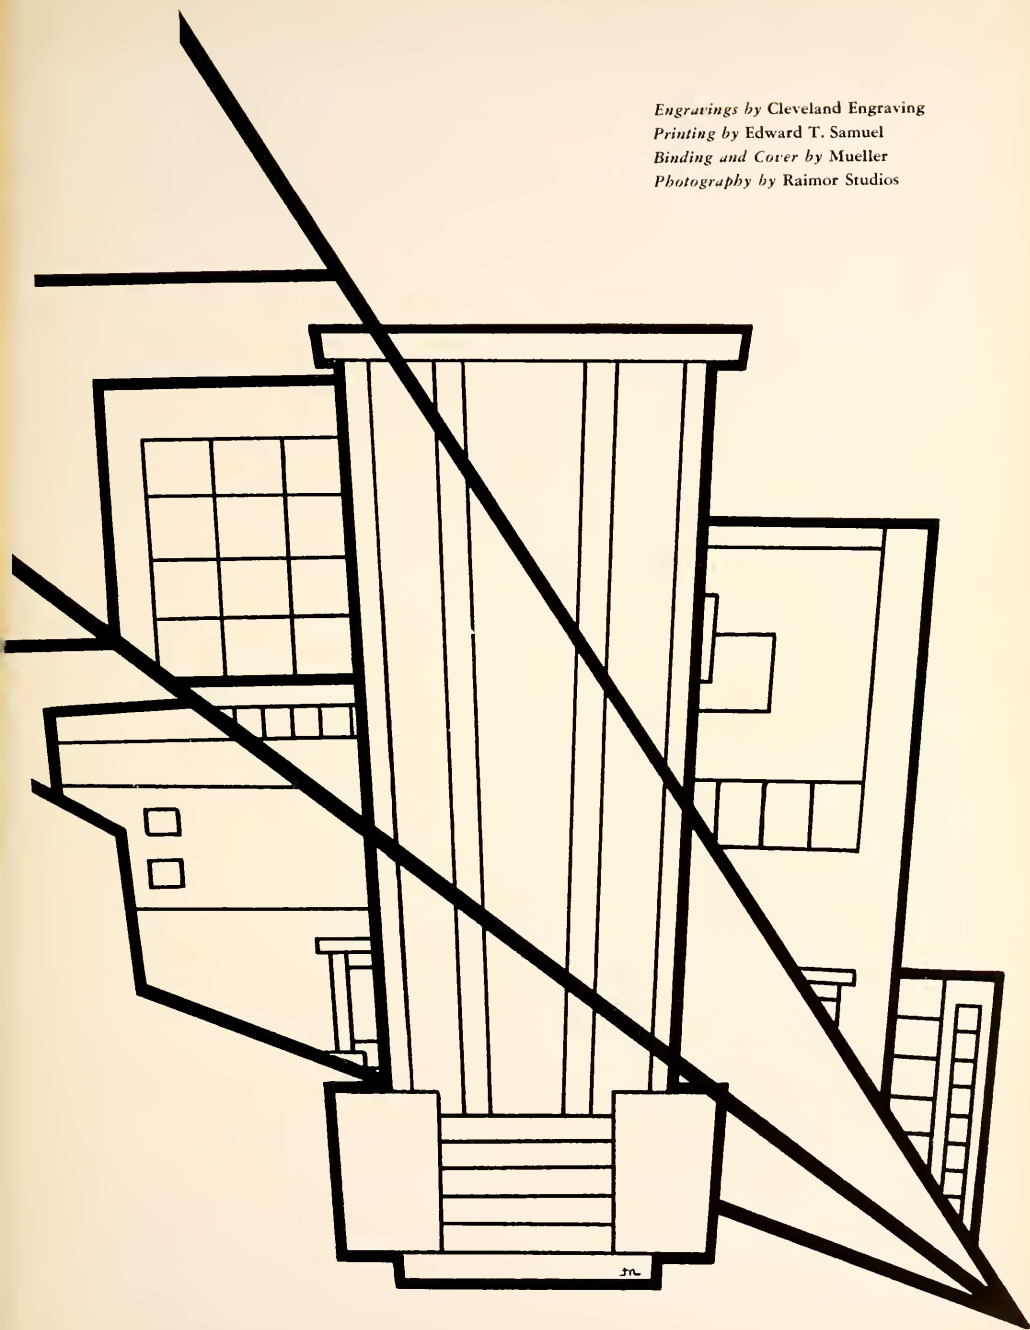 Engravings by Cleveland Engraving
Printing by Edward T. Samuel
Binding and Cover by Mueller
Photography by Raimor Studios